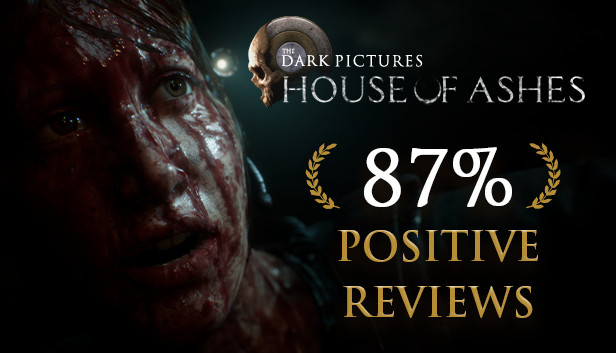 THE
DARK PICTURES
HOUSE OF ASHES
87%
POSITIVE
REVIEWS